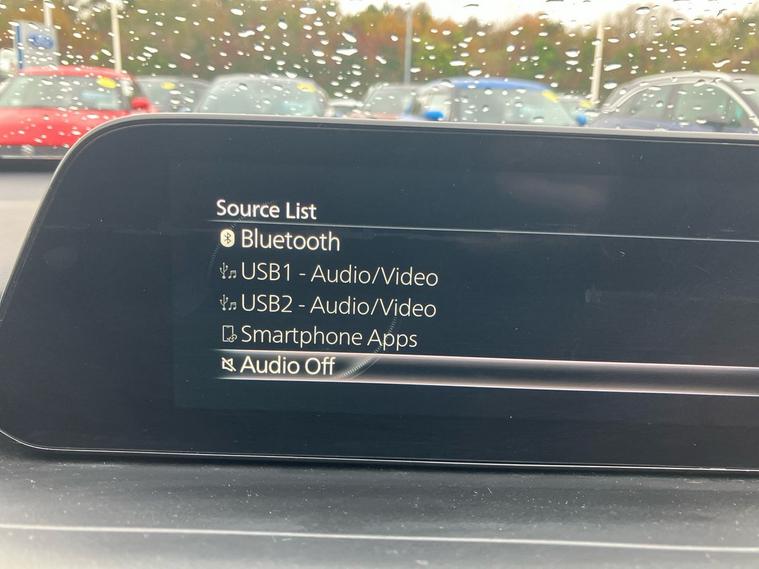 Source List
Bluetooth
USB1 - Audio/Video
USB2 - Audio/Video
Smartphone Apps
Audio Off